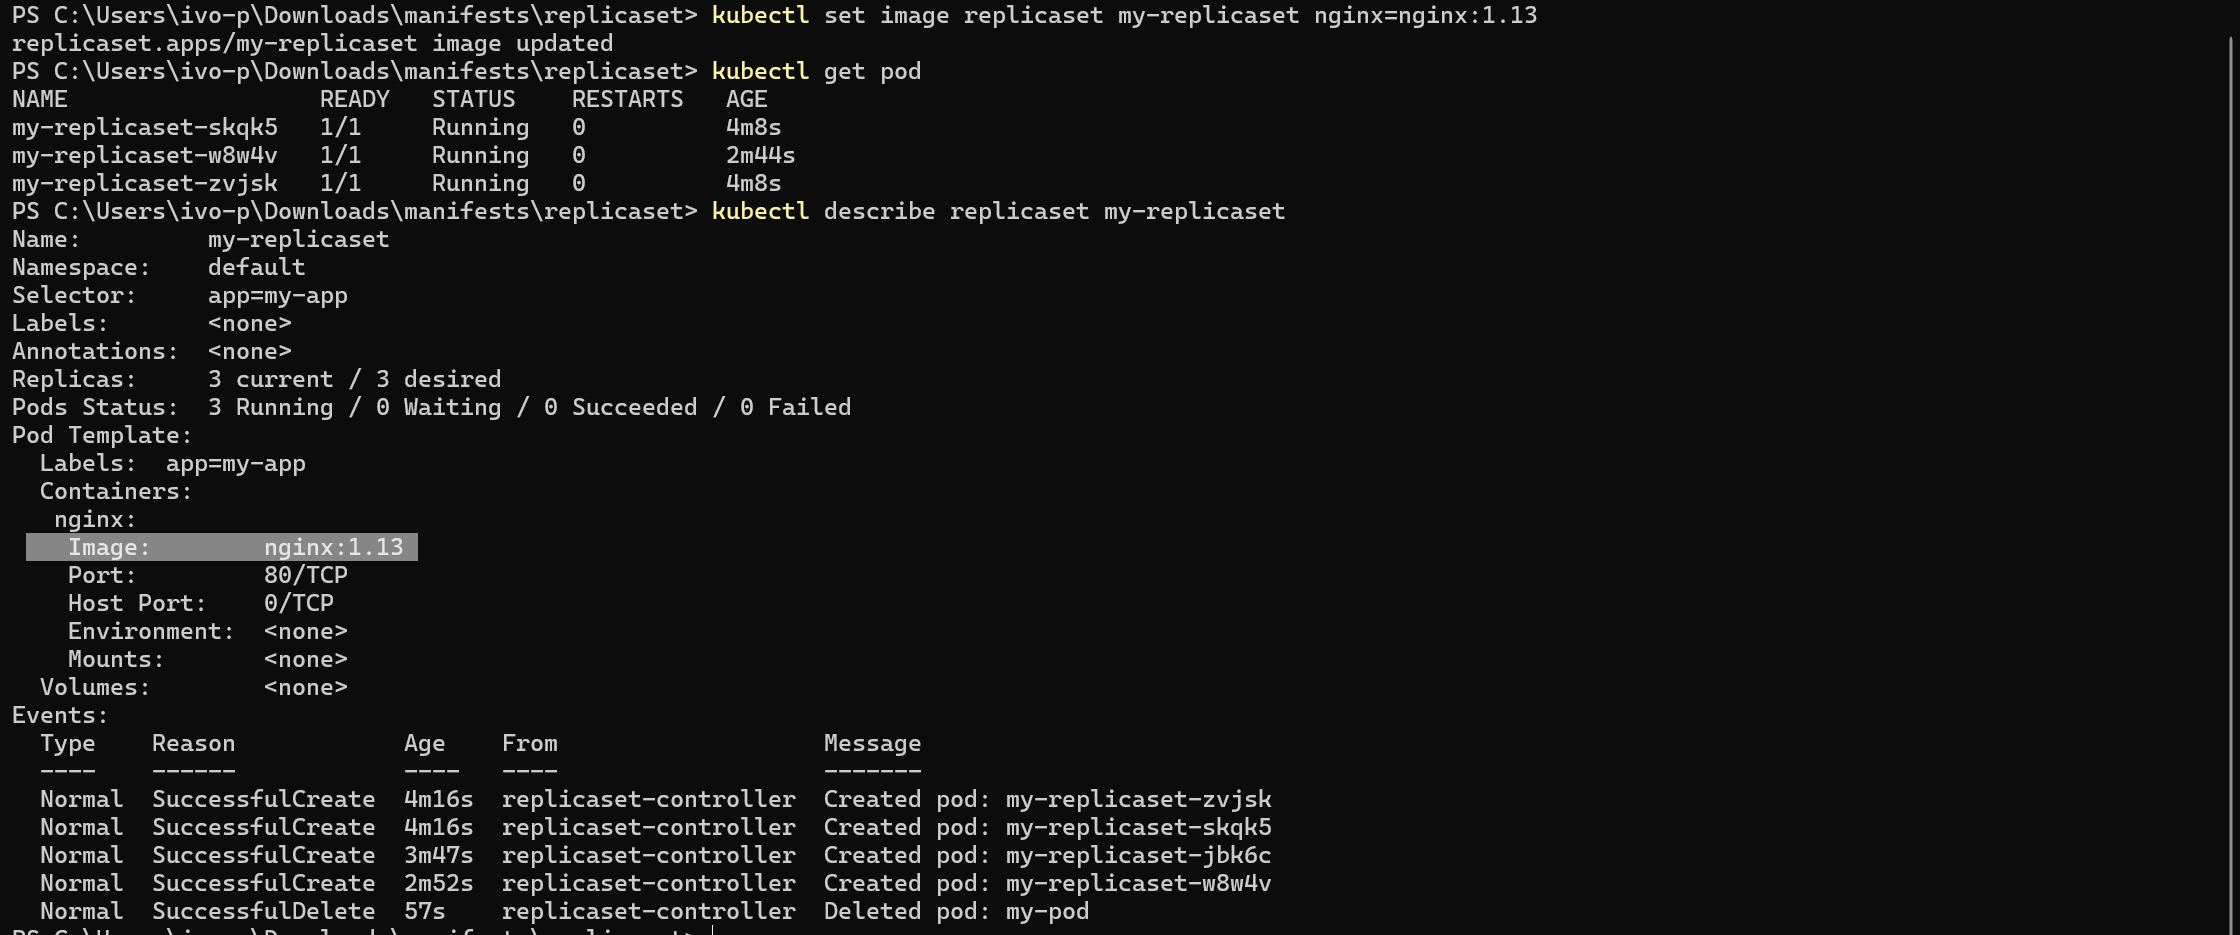 PS C:\Users\ivo-p\Downloads\manifests\replicaset> kubectl set image replicaset my-replicaset nginx=nginx:1.13
replicaset.apps/my-replicaset image updated
PS C:\Users\ivo-p\Downloads\manifests\replicaset> kubectl get pod
NAME                  READY   STATUS    RESTARTS   AGE
my-replicaset-skqk5   1/1     Running   0          4m8s
my-replicaset-w8w4v   1/1     Running   0          2m44s
my-replicaset-zvjsk   1/1     Running   0          4m8s
PS C:\Users\ivo-p\Downloads\manifests\replicaset> kubectl describe replicaset my-replicaset
Name:         my-replicaset
Namespace:    default
Selector:     app=my-app
Labels:       <none>
Annotations:  <none>
Replicas:     3 current / 3 desired
Pods Status:  3 Running / 0 Waiting / 0 Succeeded / 0 Failed
Pod Template:
  Labels:  app=my-app
  Containers:
   nginx:
    Image:        nginx:1.13
    Port:         80/TCP
    Host Port:    0/TCP
    Environment:  <none>
    Mounts:       <none>
  Volumes:        <none>
Events:
  Type    Reason            Age   From                   Message
  ----    ------            ----  ----                   -------
  Normal  SuccessfulCreate  4m16s  replicaset-controller  Created pod: my-replicaset-zvjsk
  Normal  SuccessfulCreate  4m16s  replicaset-controller  Created pod: my-replicaset-skqk5
  Normal  SuccessfulCreate  3m47s  replicaset-controller  Created pod: my-replicaset-jbk6c
  Normal  SuccessfulCreate  2m52s  replicaset-controller  Created pod: my-replicaset-w8w4v
  Normal  SuccessfulDelete  57s    replicaset-controller  Deleted pod: my-pod
PS C:\Users\ivo-p\Downloads\manifests\replicaset>